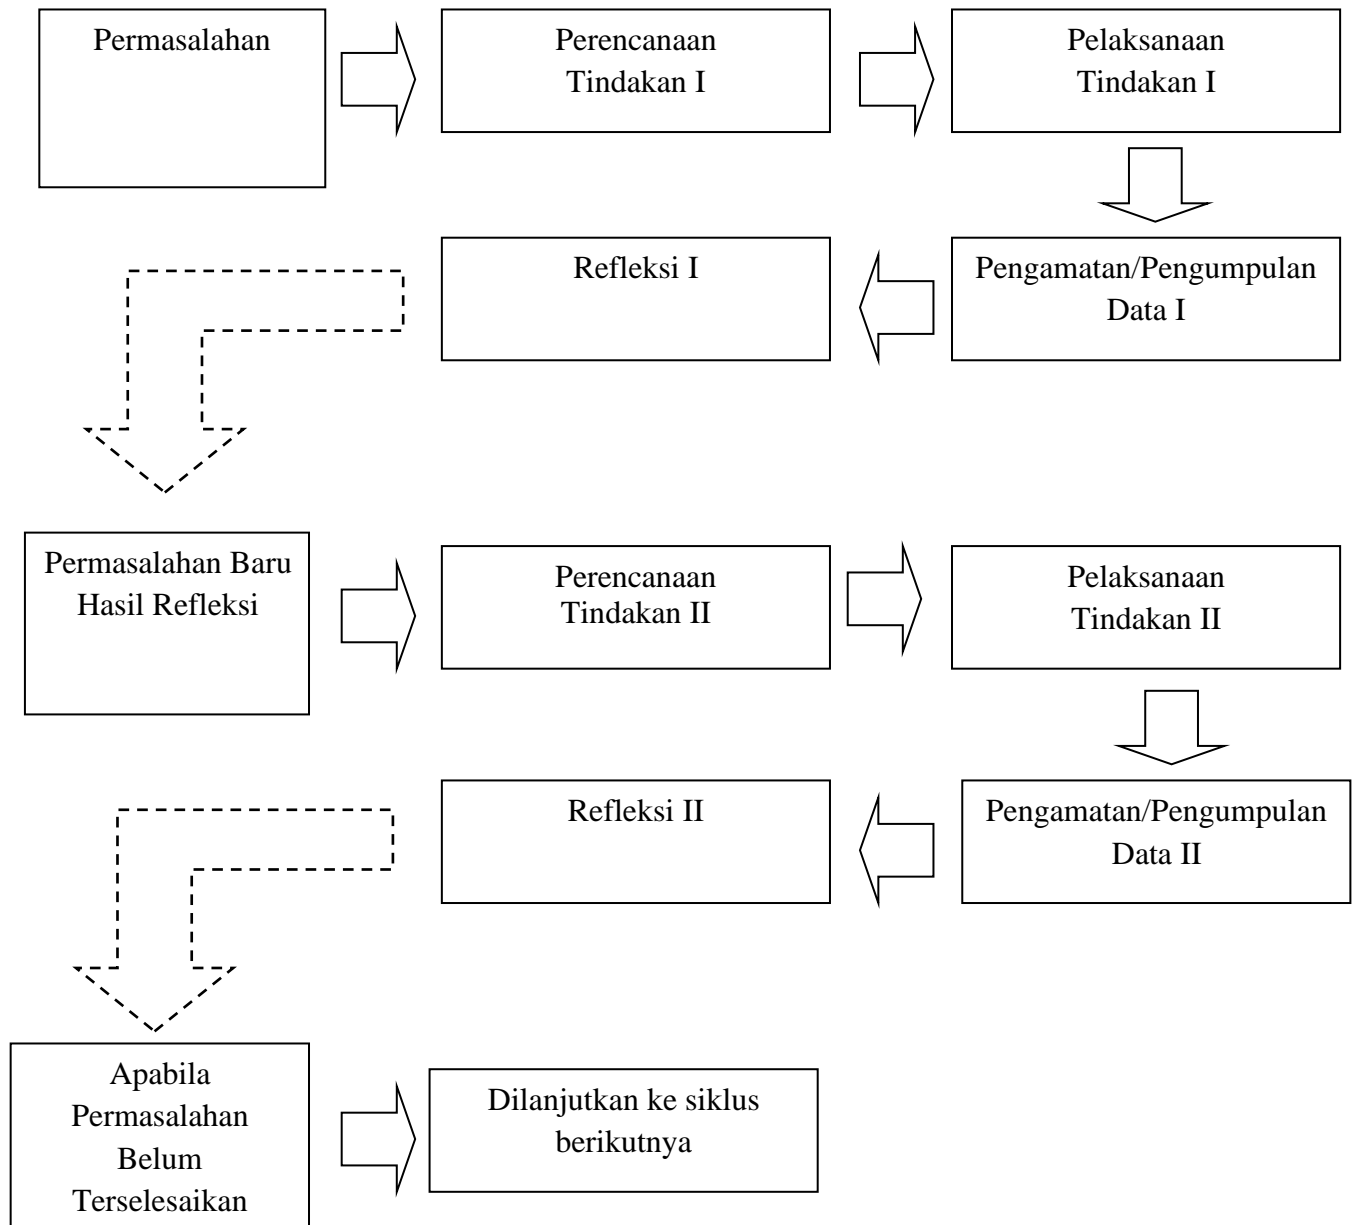 Permasalahan
Perencanaan
Tindakan I
Pelaksanaan
Tindakan I
Pengamatan/Pengumpulan
Data I
Refleksi I
Permasalahan Baru
Hasil Refleksi
Perencanaan
Tindakan II
Pelaksanaan
Tindakan II
Pengamatan/Pengumpulan
Data II
Refleksi II
Apabila
Permasalahan
Belum
Terselesaikan
Dilanjutkan ke siklus
berikutnya